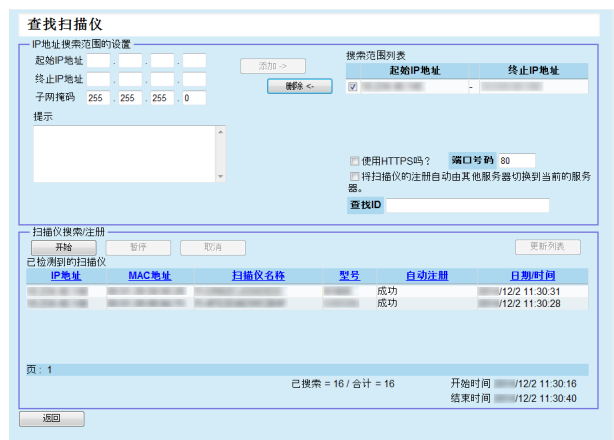 查找扫描仪
IP地址搜索范围的设置
起始IP地址 . . .
终止IP地址 . . .
子网掩码 255 . 255 . 255 . 0
提示
添加 ->
删除 <-
搜索范围列表
起始IP地址 终止IP地址
-
使用HTTPS吗? 端口号码 80
将扫描仪的注册自动由其他服务器切换到当前的服务
器。
查找ID
扫描仪搜索/注册
开始 暂停 取消 更新列表
已检测到的扫描仪
IP地址 MAC地址 扫描仪名称 型号 自动注册 日期/时间
成功 /12/2 11:30:31
成功 /12/2 11:30:28
页: 1
已搜索 = 16 / 合计 = 16 开始时间 /12/2 11:30:16
结束时间 /12/2 11:30:40
返回